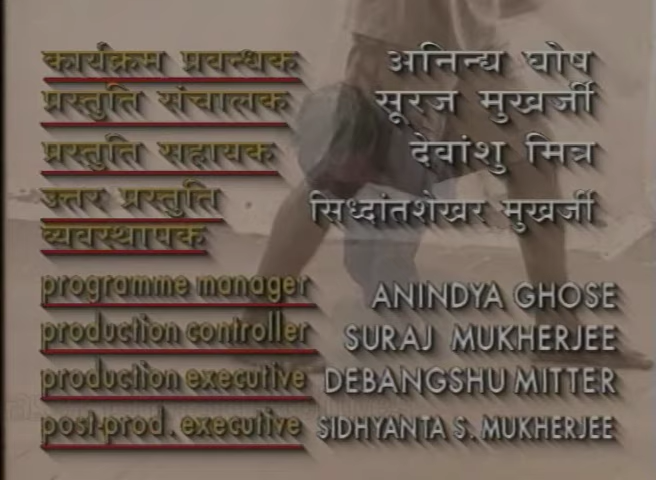 कार्यक्रम प्रबन्धक अनिन्द्य घोष
प्रस्तुति संचालक सूरज मुखर्जी
प्रस्तुति सहायक देवांशु मित्र
उत्तर प्रस्तुति
व्यवस्थापक सिध्दांतशेखर मुखर्जी
programme manager ANINDYA GHOSE
production controller SURAJ MUKHERJEE
production executive DEBANGSHU MITTER
post-prod. executive SIDHYANTA S. MUKHERJEE